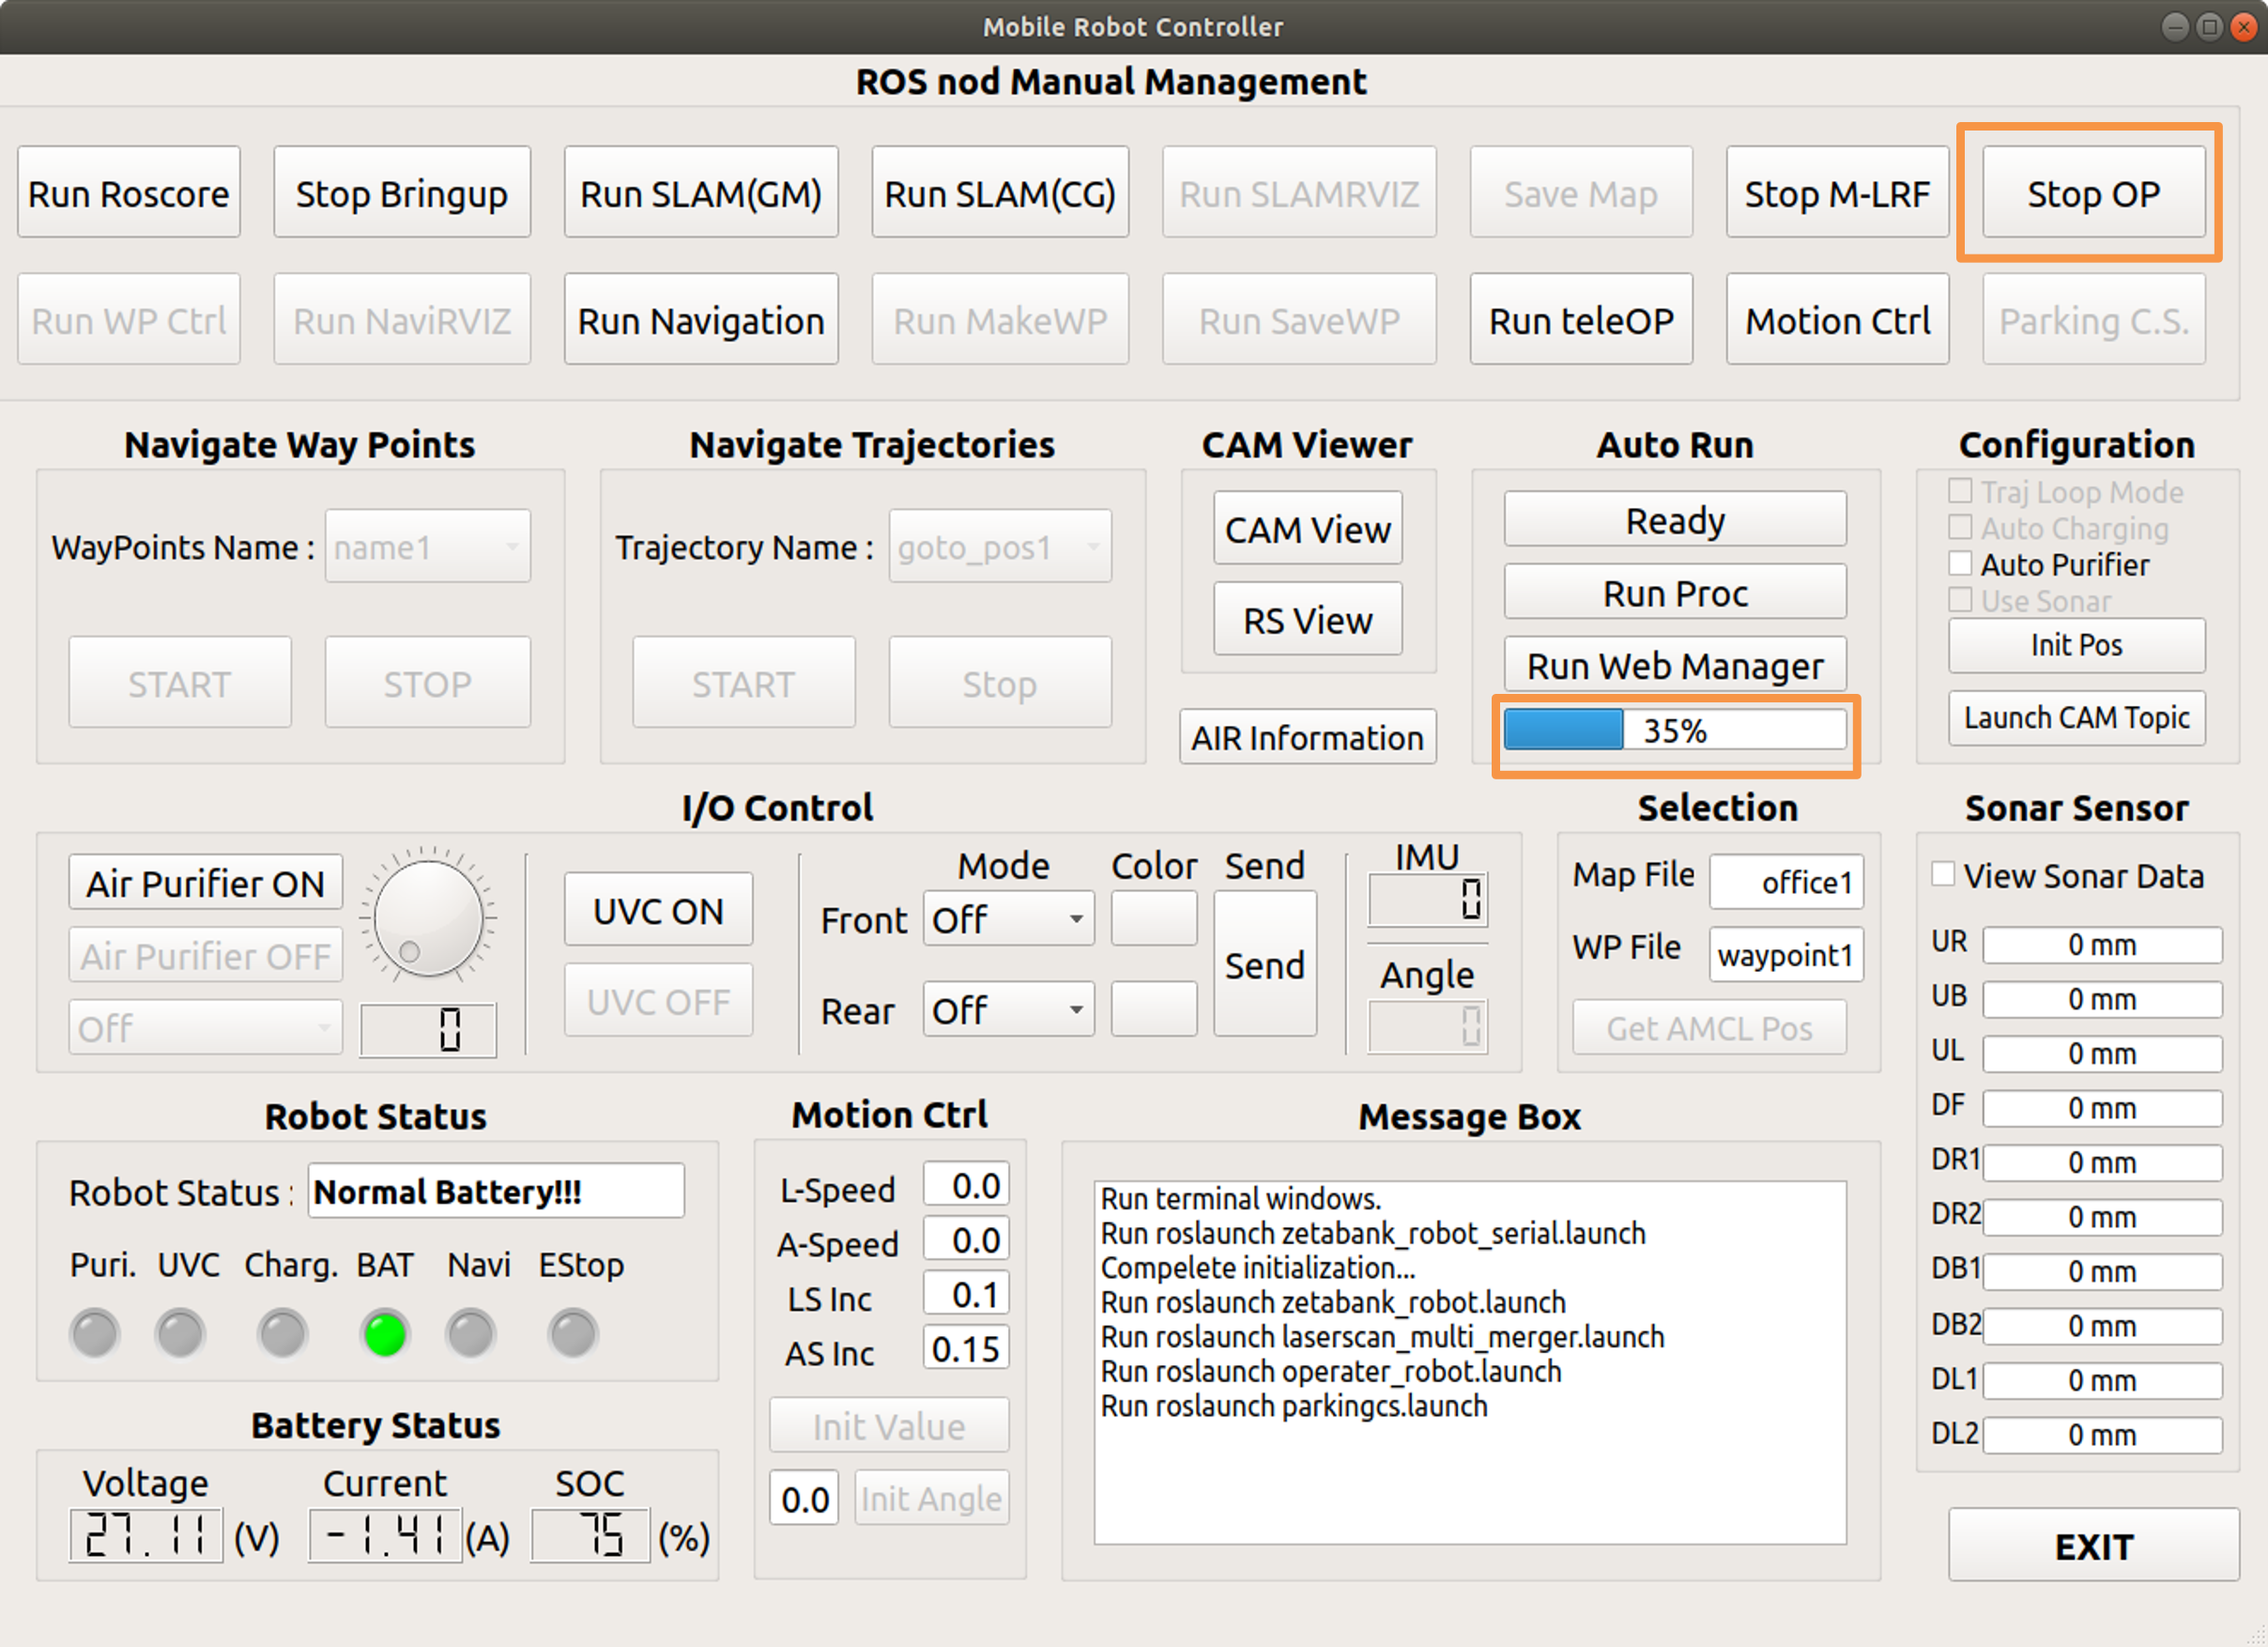 Mobile Robot Controller
ROS nod Manual Management
Run Roscore Stop Bringup Run SLAM(GM) Run SLAM(CG) Run SLAMRVIZ Save Map Stop M-LRF Stop OP
Run WP Ctrl Run NaviRVIZ Run Navigation Run MakeWP Run SaveWP Run teleOP Motion Ctrl Parking C.S.
Navigate Way Points
WayPoints Name : name1
START STOP
Navigate Trajectories
Trajectory Name : goto_pos1
START Stop
CAM Viewer
CAM View
RS View
AIR Information
Auto Run
Ready
Run Proc
Run Web Manager
35%
Configuration
Traj Loop Mode
Auto Charging
Auto Purifier
Use Sonar
Init Pos
Launch CAM Topic
I/O Control
Air Purifier ON
Air Purifier OFF
Off 0
UVC ON
UVC OFF
Mode Color Send
Front Off
Send
Rear Off
IMU
0
Angle
0
Selection
Map File office1
WP File waypoint1
Get AMCL Pos
Sonar Sensor
View Sonar Data
UR 0 mm
UB 0 mm
UL 0 mm
DF 0 mm
DR1 0 mm
DR2 0 mm
DB1 0 mm
DB2 0 mm
DL1 0 mm
DL2 0 mm
Robot Status
Robot Status : Normal Battery!!!
Puri. UVC Charg. BAT Navi EStop
Battery Status
Voltage Current SOC
27.11 (V) -1.41 (A) 75 (%)
Motion Ctrl
L-Speed 0.0
A-Speed 0.0
LS Inc 0.1
AS Inc 0.15
Init Value
0.0 Init Angle
Message Box
Run terminal windows.
Run roslaunch zetabank_robot_serial.launch
Compelete initialization...
Run roslaunch zetabank_robot.launch
Run roslaunch laserscan_multi_merger.launch
Run roslaunch operater_robot.launch
Run roslaunch parkingcs.launch
EXIT